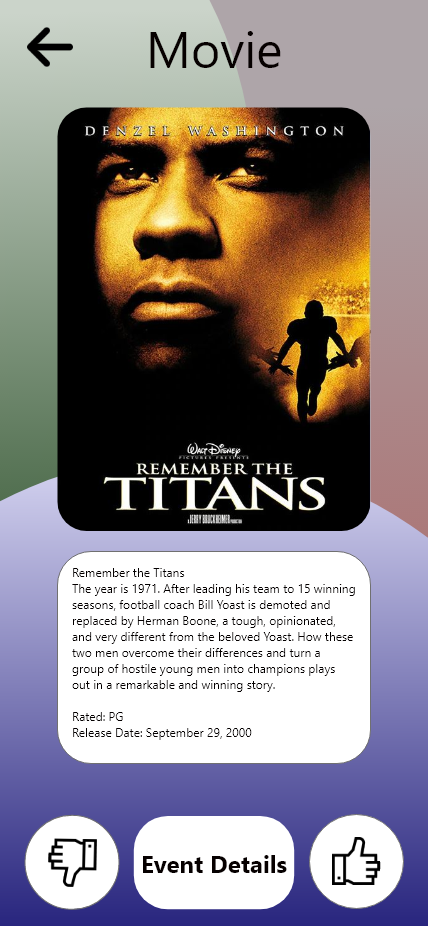 Movie
DENZEL WASHINGTON
WALT DISNEY
PICTURES PRESENTS
REMEMBER THE
TITANS
A JERRY BRUCKHEIMER PRODUCTION
Remember the Titans
The year is 1971. After leading his team to 15 winning
seasons, football coach Bill Yoast is demoted and
replaced by Herman Boone, a tough, opinionated,
and very different from the beloved Yoast. How these
two men overcome their differences and turn a
group of hostile young men into champions plays
out in a remarkable and winning story.
Rated: PG
Release Date: September 29, 2000
Event Details